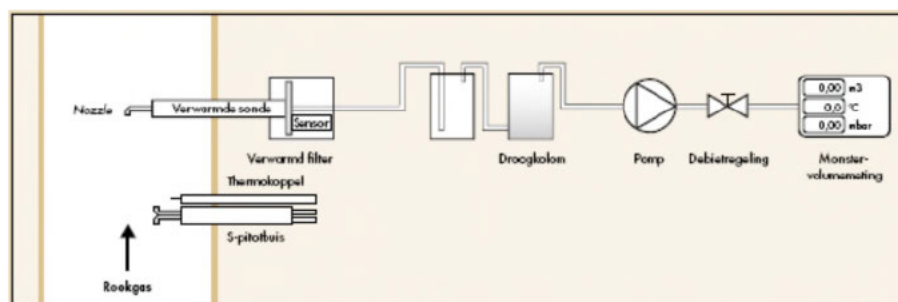 Nozzle
Verwarmde sonde
Sensor
Verwarmd filter
Thermokoppel
S-pitotbuis
Rookgas
Droogkolom
Pomp
Debietregeling
0,00 m3
0,0 °C
0,00 mbar
Monster-
volumemeting